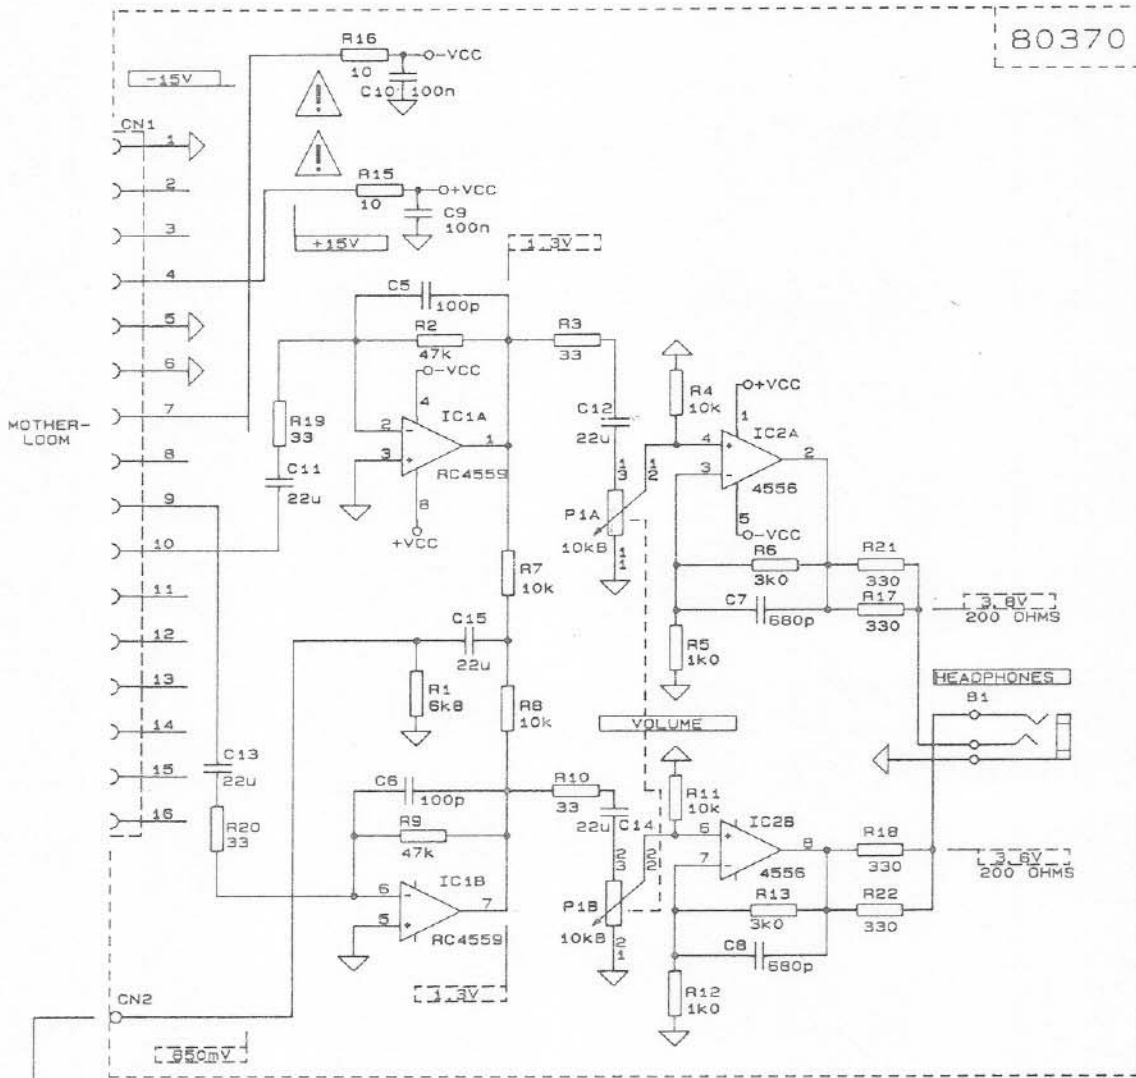 80370
R16
10
-VCC
C10 100n
-15V
!
!
CN1
1
2
3
4
5
6
7
8
9
10
11
12
13
14
15
16
MOTHER-
LOOM
R15
10
+VCC
C9
100n
+15V
1.3V
C5
100p
R2
47k
R3
33
-VCC
4
IC1A
2
-
3
+
1
RC4559
8
+VCC
R19
33
C11
22u
C12
22u
R4
10k
+VCC
1
IC2A
4
+
3
-
2
4556
5
-VCC
13
12
P1A
10kB
11
R6
3k0
R21
330
C7
680p
R17
330
3.8V
200 OHMS
R5
1k0
R7
10k
C15
22u
R1
6k8
R8
10k
HEADPHONES
B1
VOLUME
C13
22u
R20
33
C6
100p
R9
47k
R10
33
22u C14
R11
10k
IC2B
6
+
7
-
8
4556
R18
330
3.6V
200 OHMS
IC1B
6
-
5
+
7
RC4559
23
22
P1B
10kB
21
R13
3k0
R22
330
C8
680p
R12
1k0
1.3V
CN2
850mV